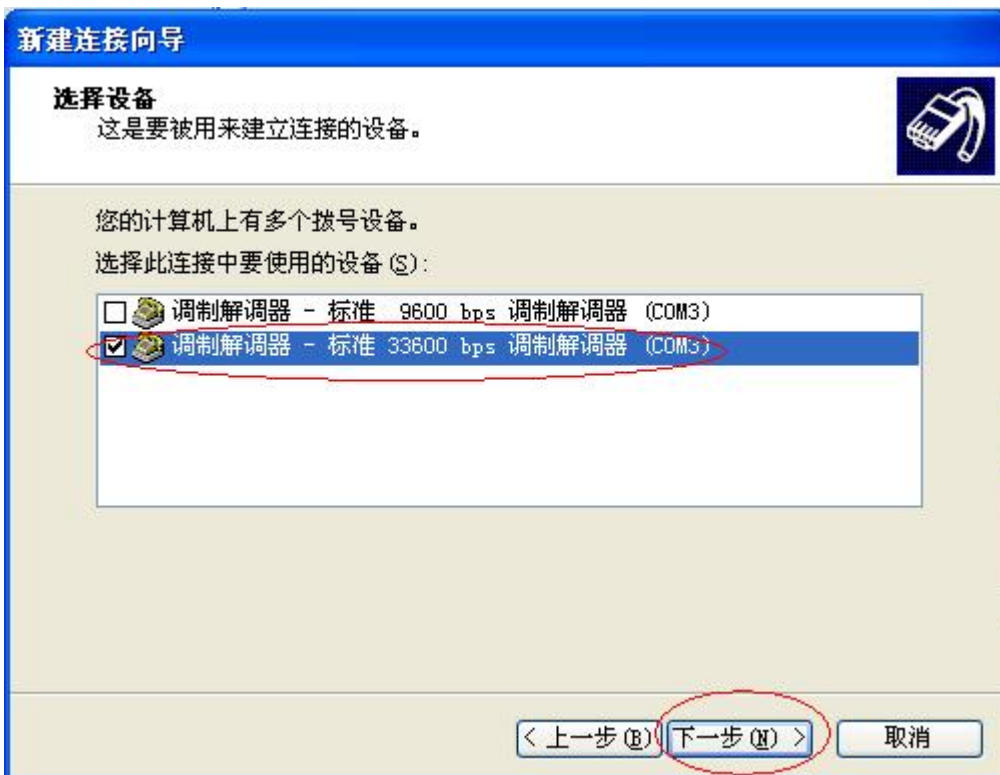 新建连接向导
选择设备
这是要被用来建立连接的设备。
您的计算机上有多个拨号设备。
选择此连接中要使用的设备(S):
调制解调器 - 标准  9600 bps 调制解调器 (COM3)
调制解调器 - 标准 33600 bps 调制解调器 (COM3)
< 上一步(B) 下一步(N) > 取消